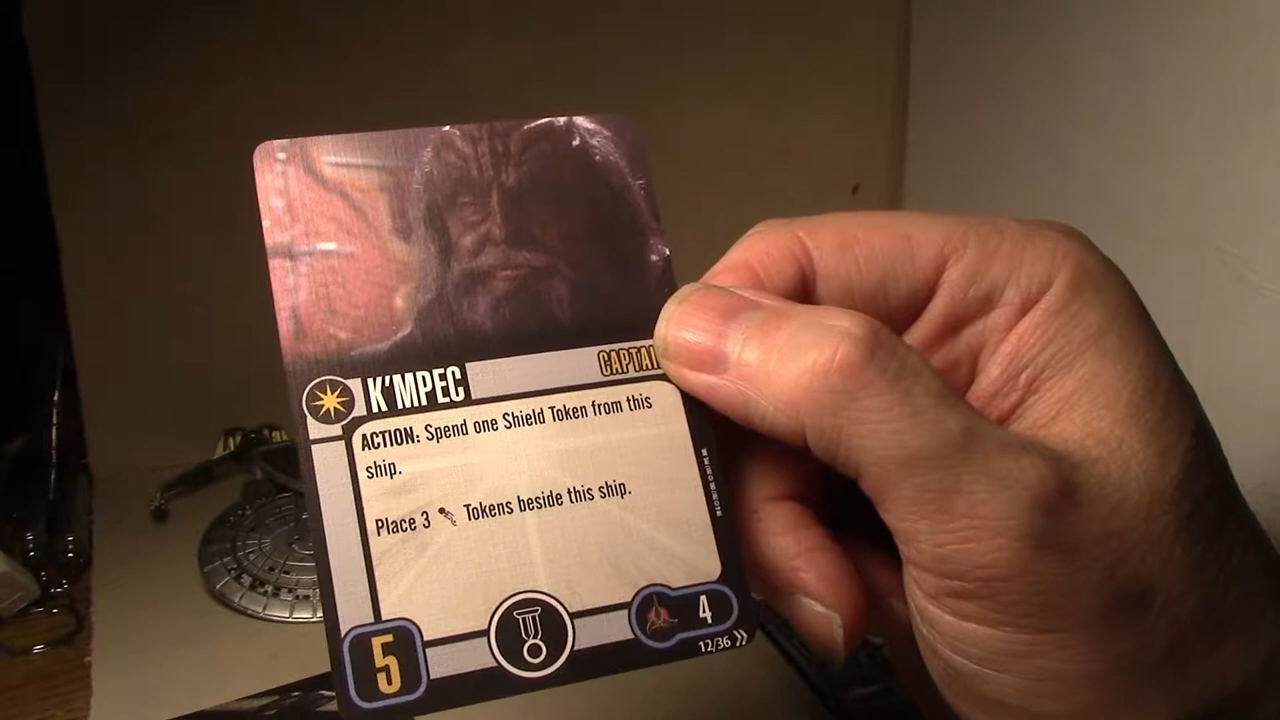 K'MPEC
CAPTAI
ACTION: Spend one Shield Token from this
ship.
Place 3 Tokens beside this ship.
5
4
12/36